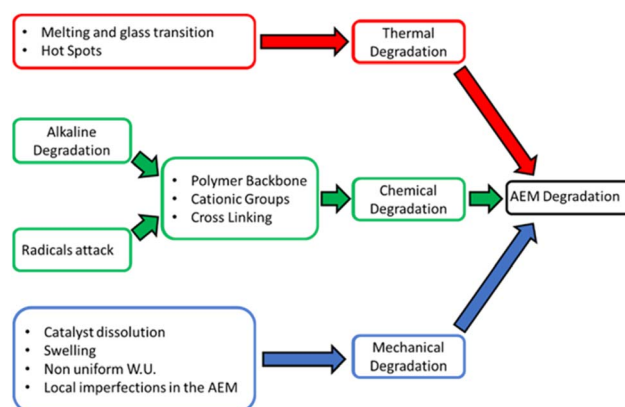 • Melting and glass transition
• Hot Spots
Thermal
Degradation
Alkaline
Degradation
Radicals attack
• Polymer Backbone
• Cationic Groups
• Cross Linking
Chemical
Degradation
AEM Degradation
• Catalyst dissolution
• Swelling
• Non uniform W.U.
• Local imperfections in the AEM
Mechanical
Degradation